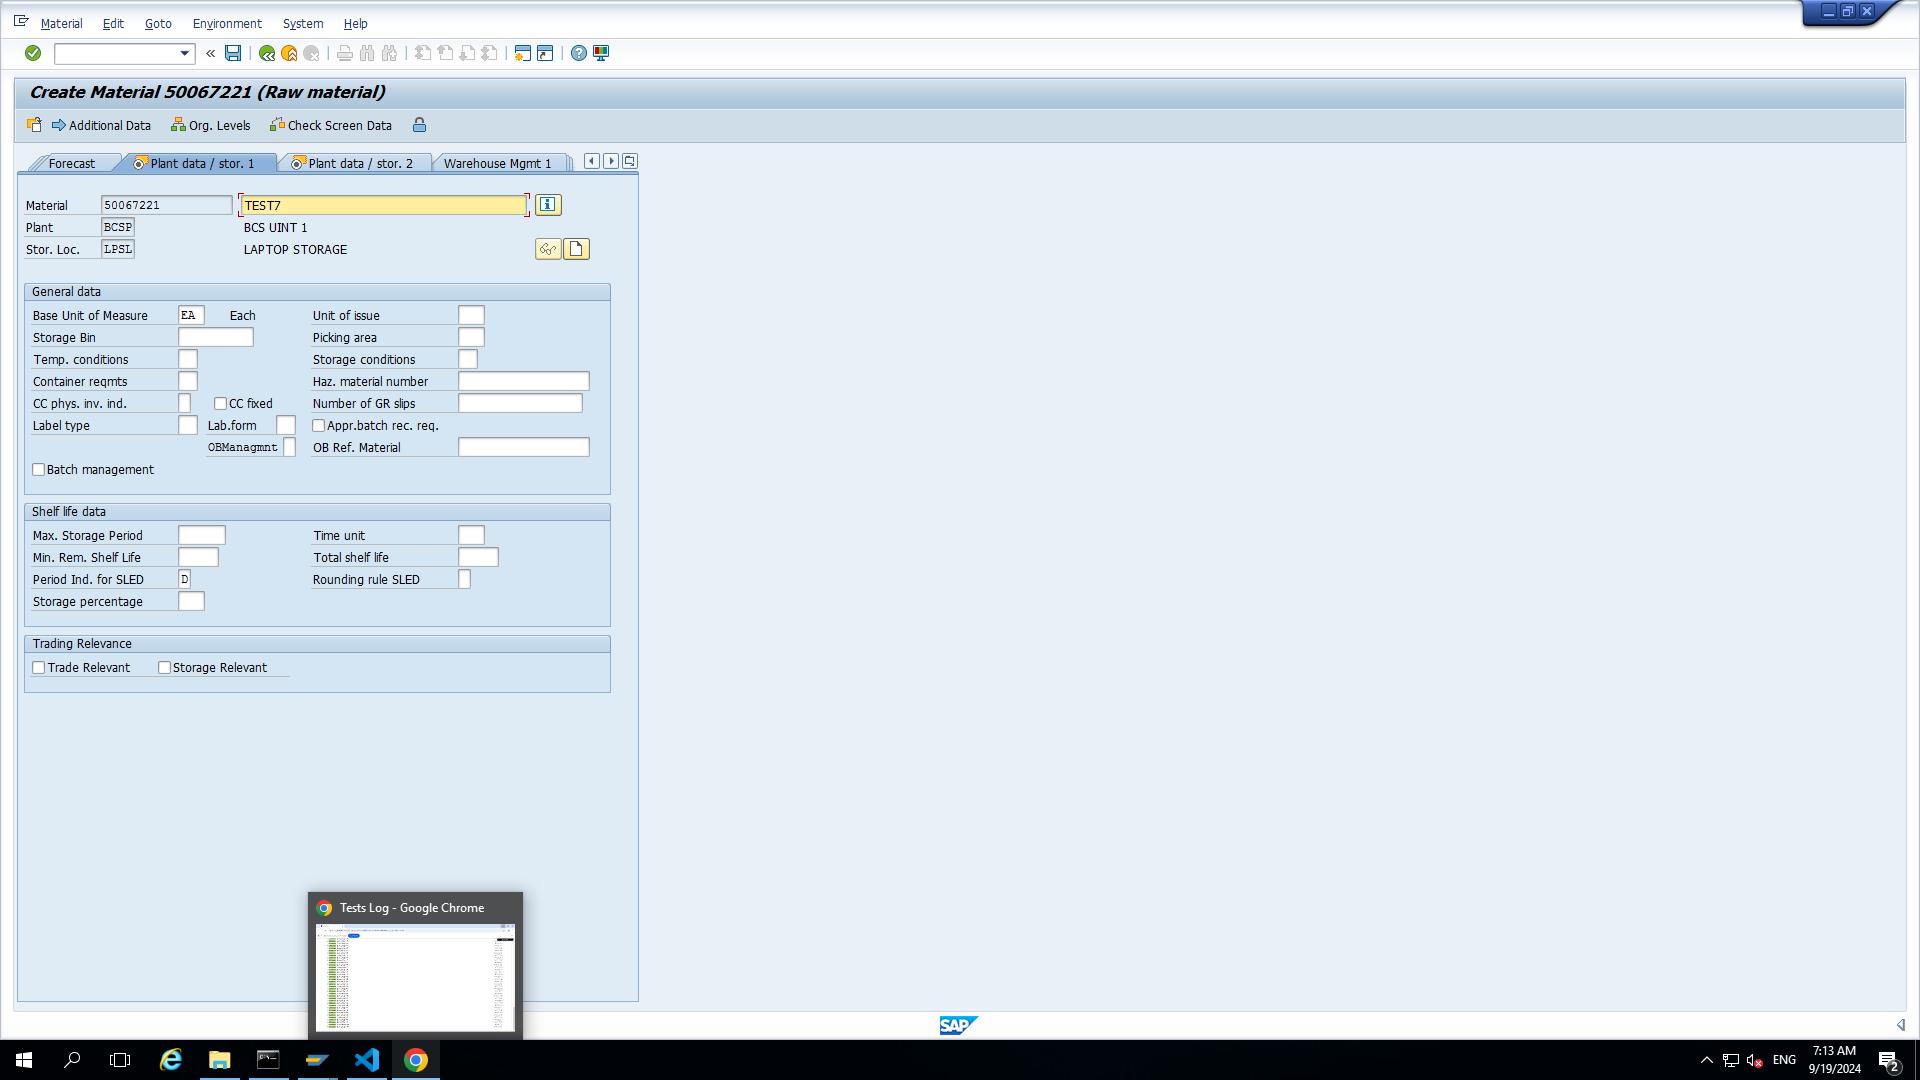 Material Edit Goto Environment System Help
Create Material 50067221 (Raw material)
Additional Data Org. Levels Check Screen Data
Forecast Plant data / stor. 1 Plant data / stor. 2 Warehouse Mgmt 1
Material 50067221 TEST7
Plant BCSP BCS UINT 1
Stor. Loc. LPSL LAPTOP STORAGE
General data
Base Unit of Measure EA Each Unit of issue
Storage Bin Picking area
Temp. conditions Storage conditions
Container reqmts Haz. material number
CC phys. inv. ind. CC fixed Number of GR slips
Label type Lab.form Appr.batch rec. req.
OBManagmnt OB Ref. Material
Batch management
Shelf life data
Max. Storage Period Time unit
Min. Rem. Shelf Life Total shelf life
Period Ind. for SLED D Rounding rule SLED
Storage percentage
Trading Relevance
Trade Relevant Storage Relevant
Tests Log - Google Chrome
SAP
ENG 7:13 AM
9/19/2024 2